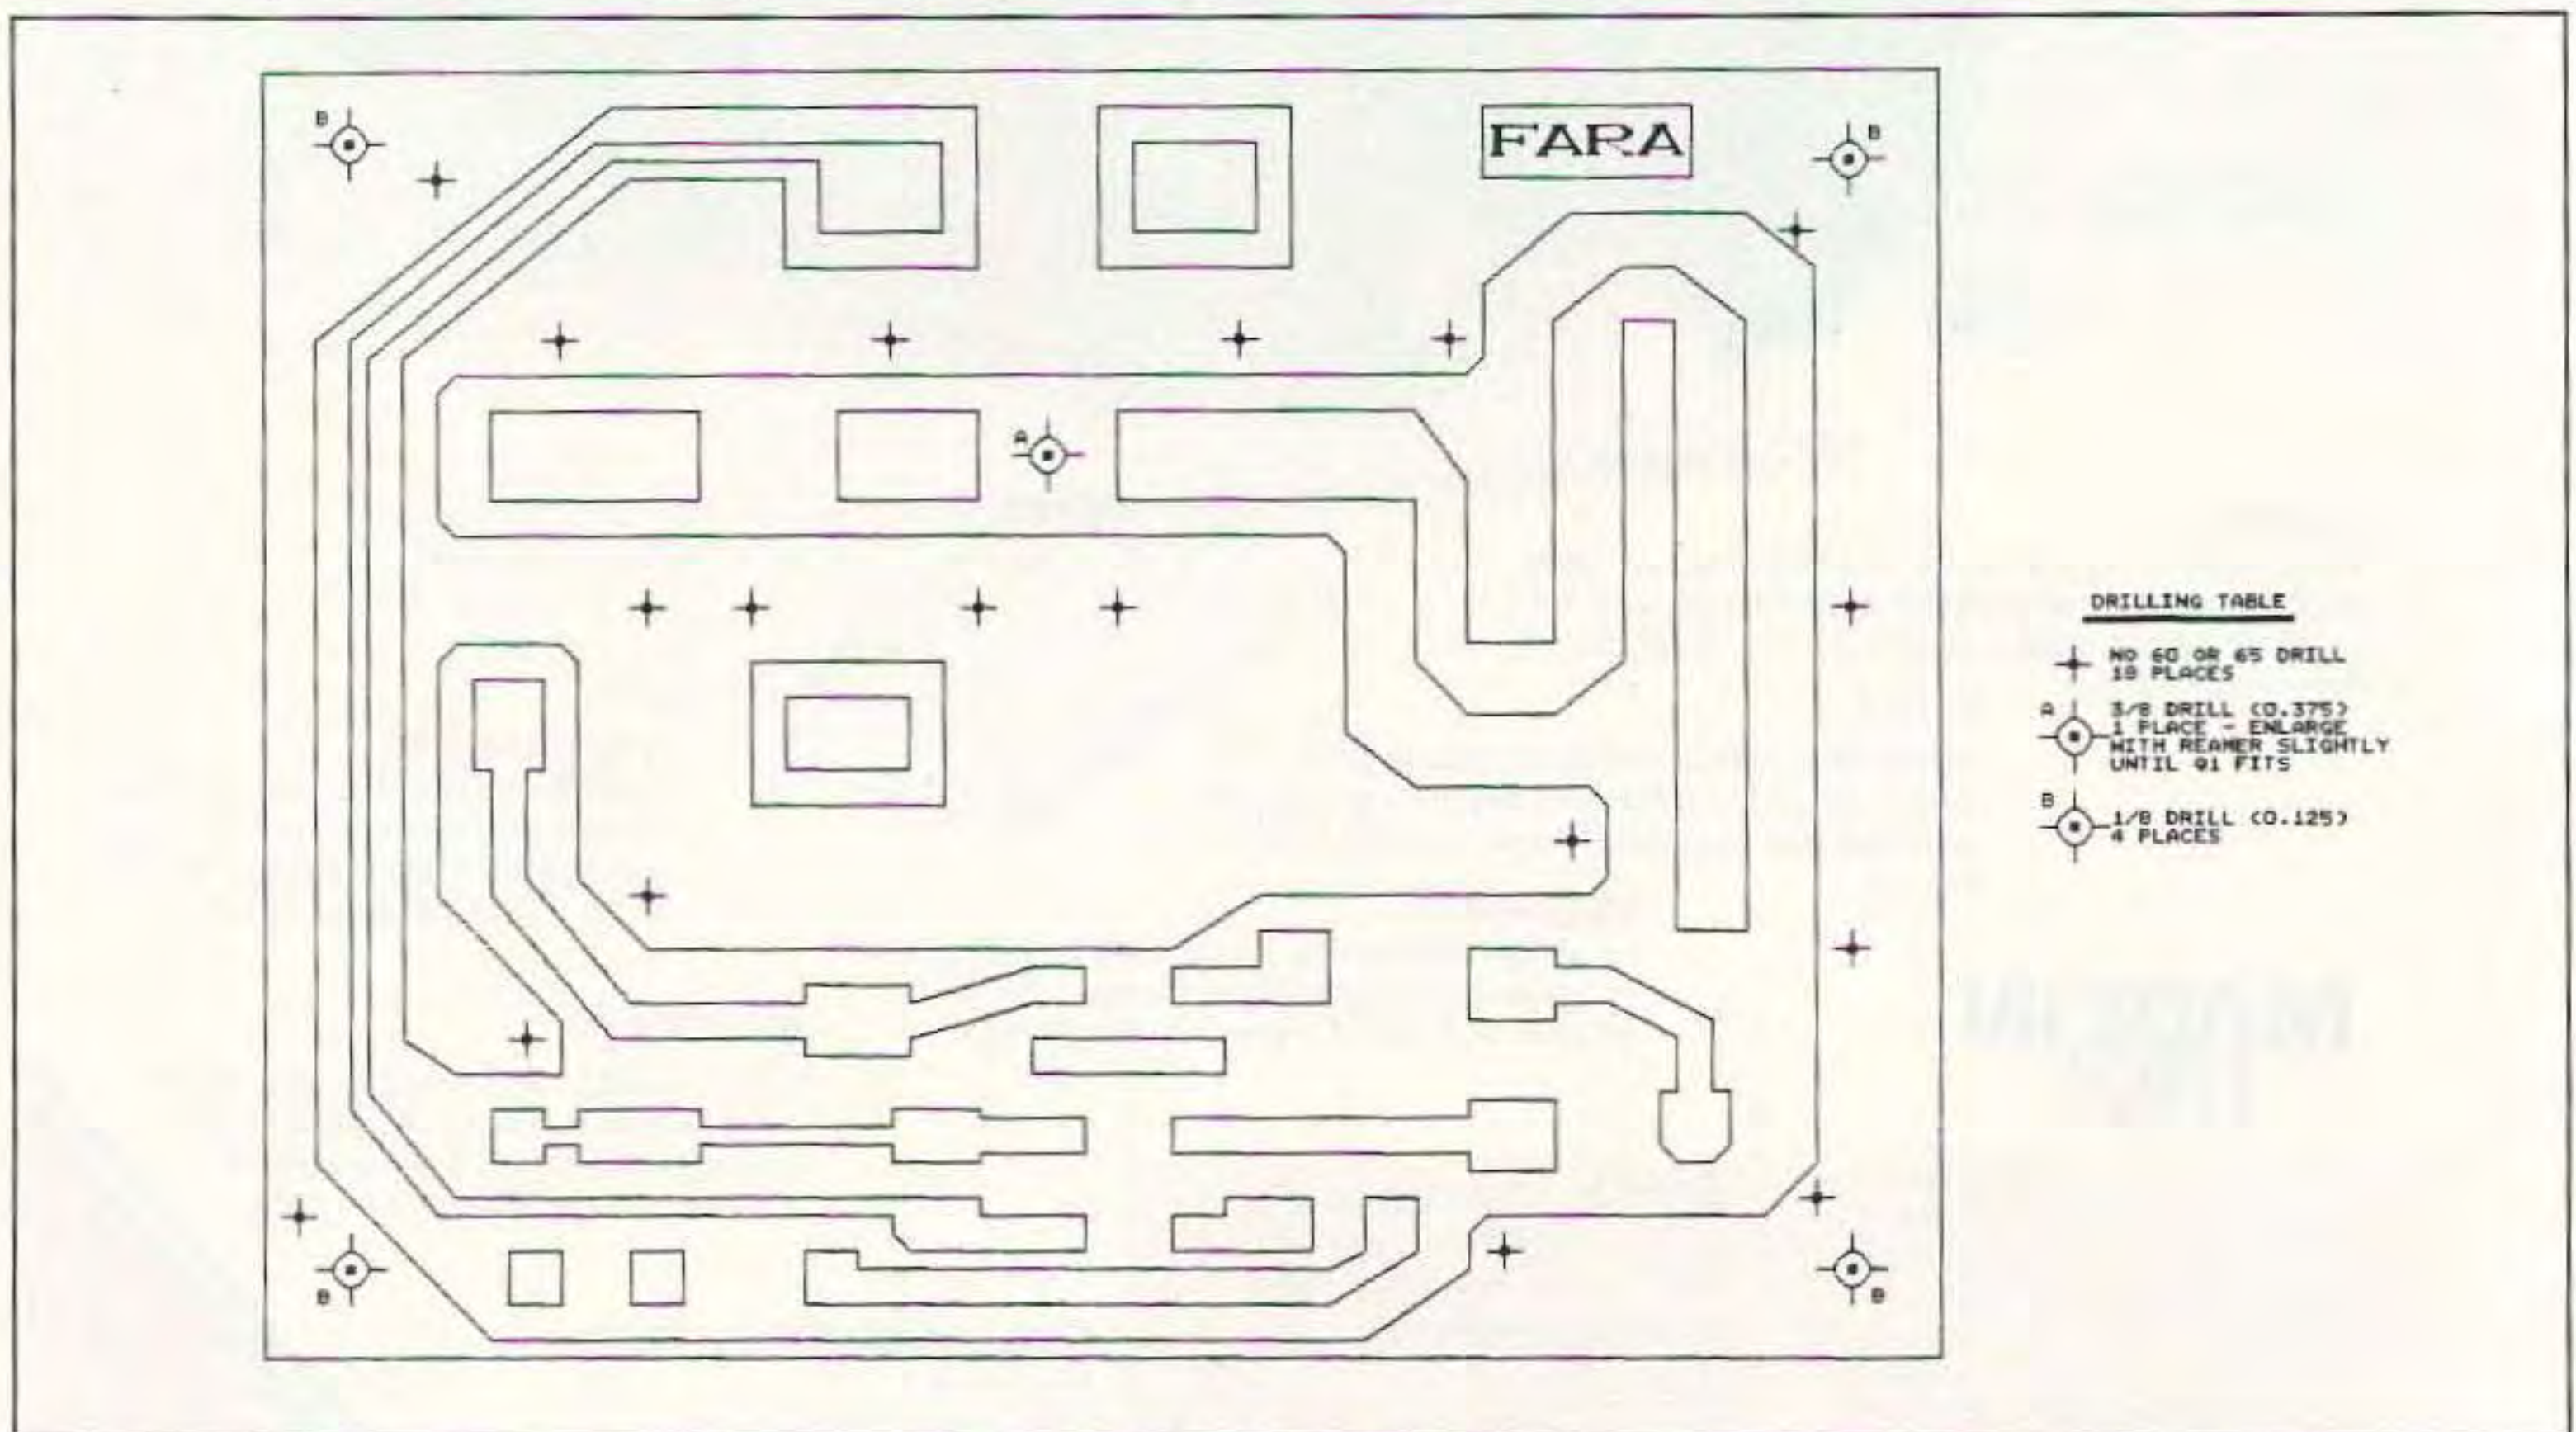 B
FARA
B
A
DRILLING TABLE
NO 60 OR 65 DRILL
18 PLACES
A
3/8 DRILL (0.375)
1 PLACE - ENLARGE
WITH REAMER SLIGHTLY
UNTIL Q1 FITS
B
1/8 DRILL (0.125)
4 PLACES
B
B